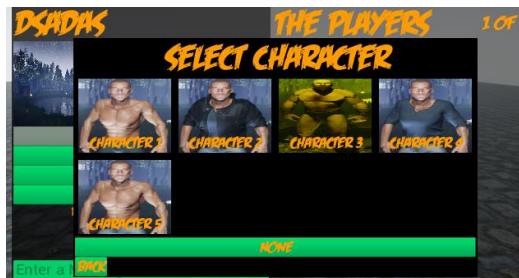 DSADAS THE PLAYERS 1 OF
SELECT CHARACTER
CHARACTER 1 CHARACTER 2 CHARACTER 3 CHARACTER 4
CHARACTER 5
NONE
BACK
Enter a